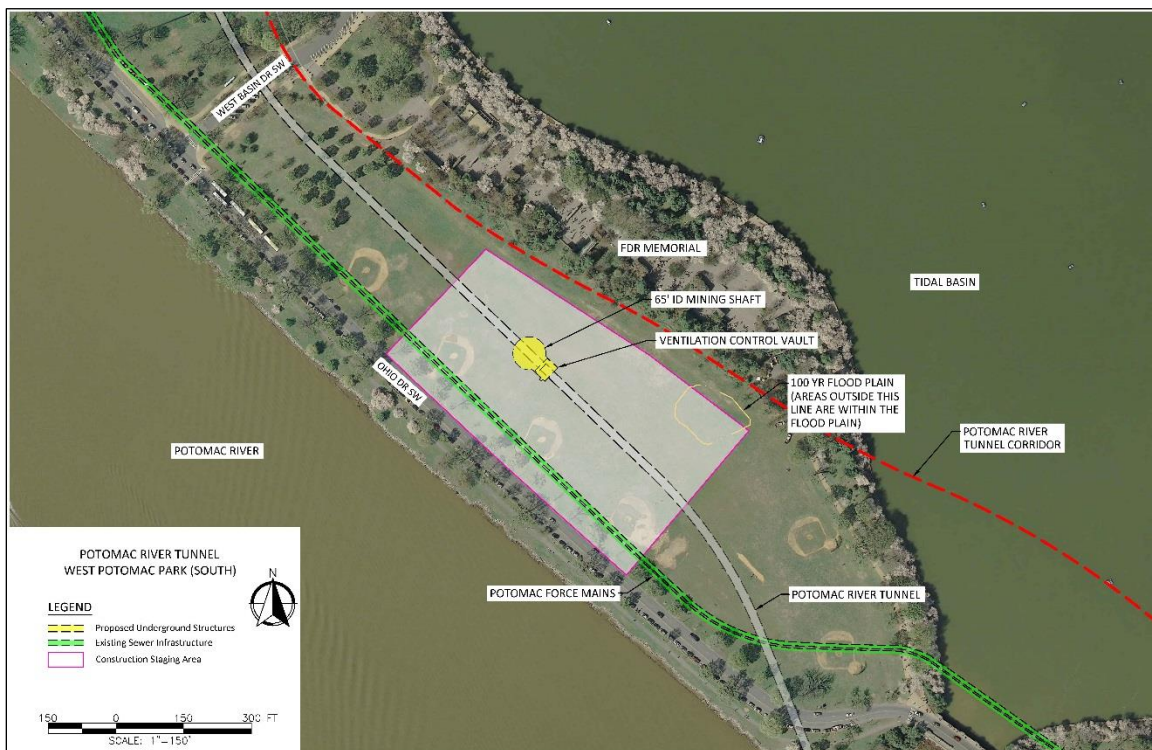 WEST BASIN DR SW
FDR MEMORIAL
TIDAL BASIN
65' ID MINING SHAFT
VENTILATION CONTROL VAULT
100 YR FLOOD PLAIN
(AREAS OUTSIDE THIS
LINE ARE WITHIN THE
FLOOD PLAIN)
OHIO DR SW
POTOMAC RIVER
TUNNEL CORRIDOR
POTOMAC RIVER
POTOMAC FORCE MAINS
POTOMAC RIVER TUNNEL
POTOMAC RIVER TUNNEL
WEST POTOMAC PARK (SOUTH)
N
LEGEND
Proposed Underground Structures
Existing Sewer Infrastructure
Construction Staging Area
150 0 150 300 FT
SCALE: 1"=150'